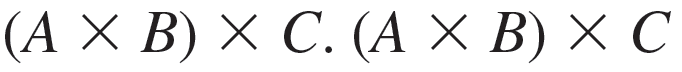 (A × B) × C. (A × B) × C